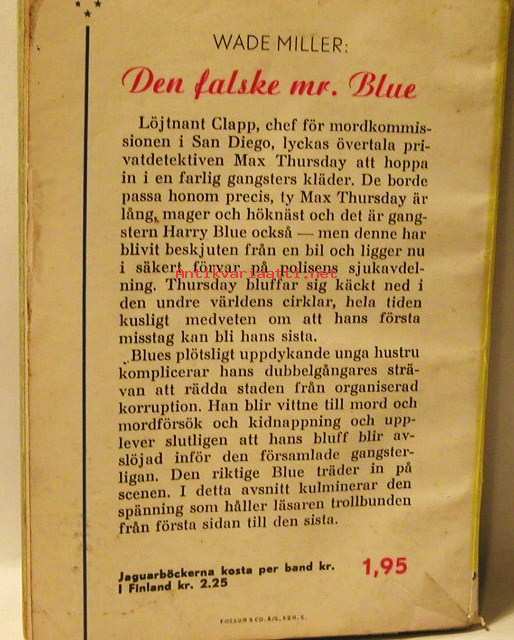 WADE MILLER:
Den falske mr. Blue
Löjtnant Clapp, chef för mordkommis-
sionen i San Diego, lyckas övertala pri-
vatdetektiven Max Thursday att hoppa
in i en farlig gangsters kläder. De borde
passa honom precis, ty Max Thursday är
lång, mager och höknäst och det är gang-
stern Harry Blue också — men denne har
blivit beskjuten från en bil och ligger nu
i säkert förvar på polisens sjukavdel-
Antikvariaatti.net
ning. Thursday bluffar sig käckt ned i
den undre världens cirklar, hela tiden
kusligt medveten om att hans första
misstag kan bli hans sista.
Blues plötsligt uppdykande unga hustru
komplicerar hans dubbelgångares strä-
van att rädda staden från organiserad
korruption. Han blir vittne till mord och
mordförsök och kidnappning och upp-
lever slutligen att hans bluff blir av-
slöjad inför den församlade gangster-
ligan. Den riktige Blue träder in på
scenen. I detta avsnitt kulminerar den
spänning som håller läsaren trollbunden
från första sidan till den sista.
Jaguarböckerna kosta per band kr. 1,95
I Finland kr. 2.25